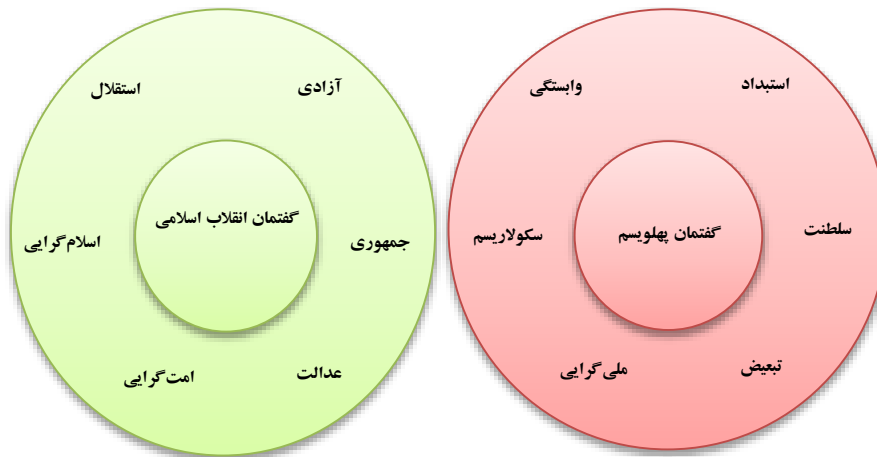 استبداد
وابستگی
سلطنت
گفتمان پهلویسم
سکولاریسم
تبعیض
ملی‌گرایی
آزادی
استقلال
جمهوری
گفتمان انقلاب اسلامی
اسلام‌گرایی
عدالت
امت‌گرایی